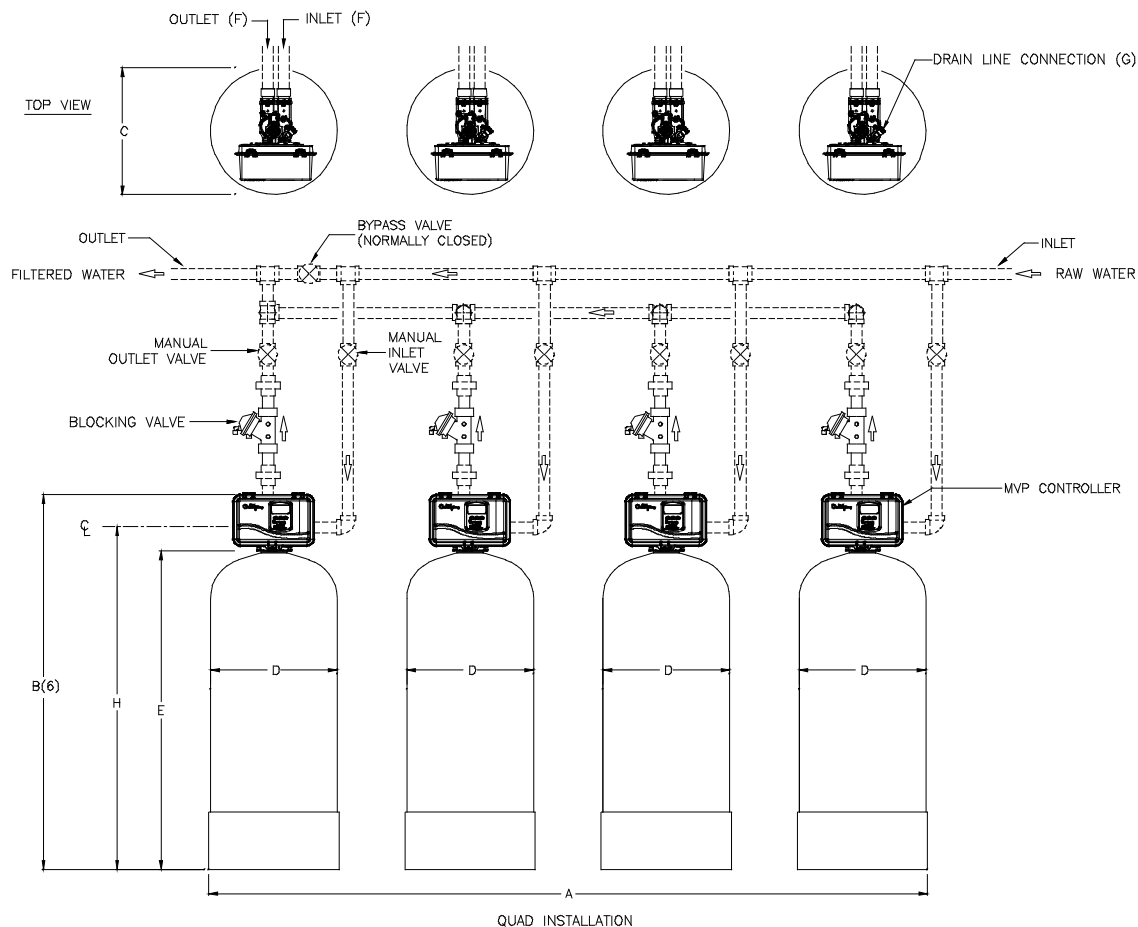 OUTLET (F)
INLET (F)
DRAIN LINE CONNECTION (G)
TOP VIEW
C
BYPASS VALVE
(NORMALLY CLOSED)
OUTLET
INLET
FILTERED WATER
RAW WATER
MANUAL
OUTLET VALVE
MANUAL
INLET
VALVE
BLOCKING VALVE
MVP CONTROLLER
℄
D
D
D
D
B(6)
H
E
A
QUAD INSTALLATION